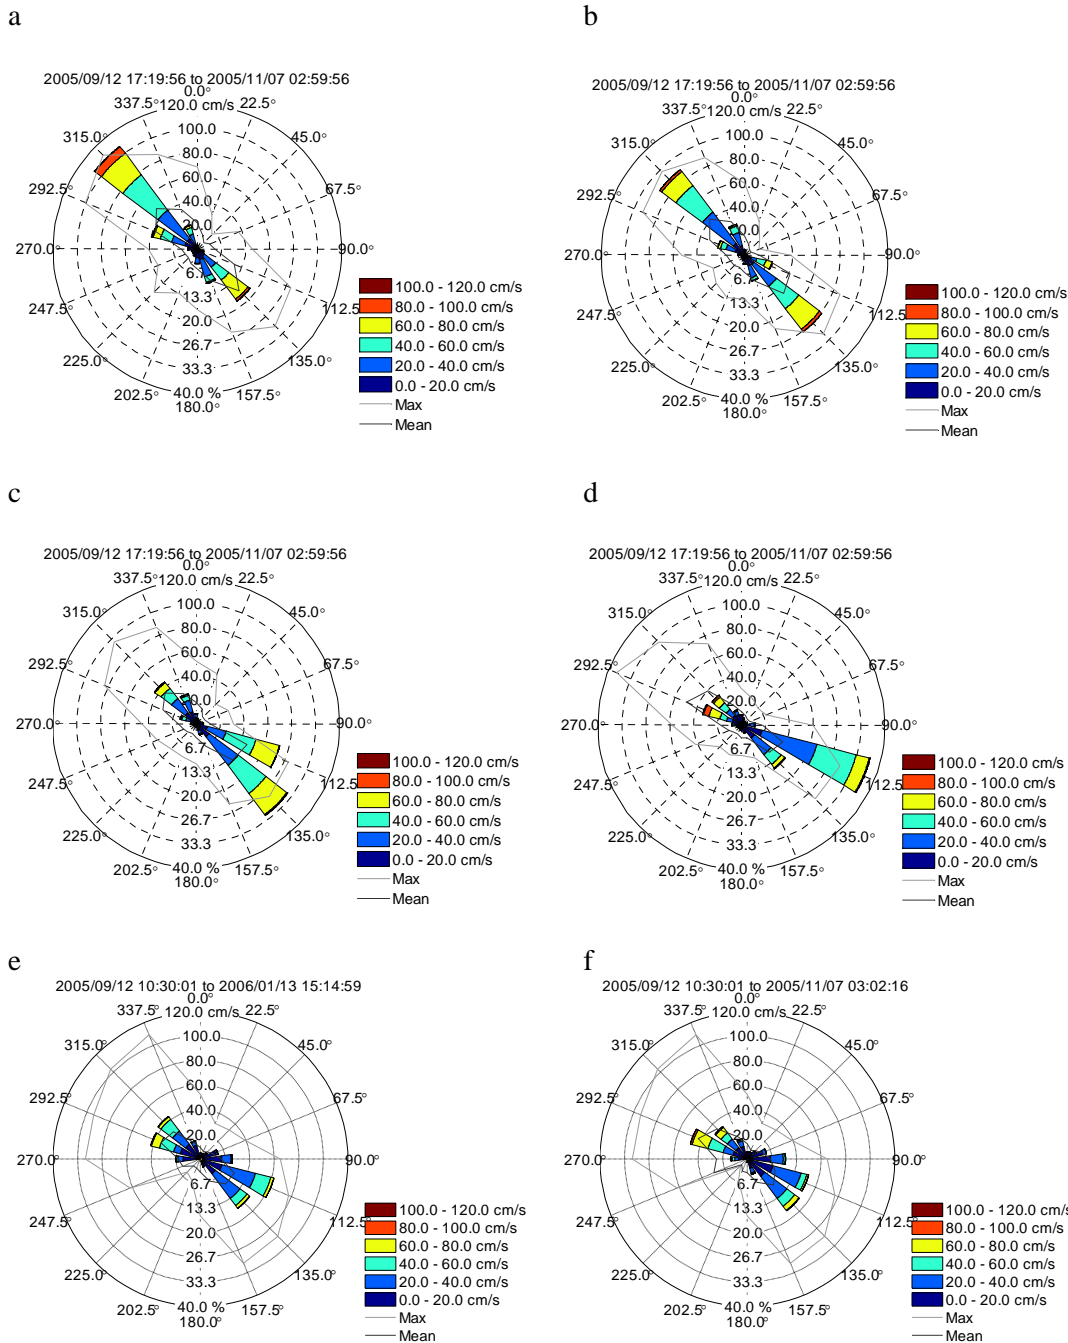 a
b
2005/09/12 17:19:56 to 2005/11/07 02:59:56
0.0°
337.5° 120.0 cm/s 22.5°
315.0° 100.0 45.0°
80.0
292.5° 60.0 67.5°
40.0
20.0
270.0° 90.0°
6.7
247.5° 13.3 112.5°
225.0° 20.0 135.0°
26.7
33.3
202.5° 40.0 % 157.5°
180.0°
100.0 - 120.0 cm/s
80.0 - 100.0 cm/s
60.0 - 80.0 cm/s
40.0 - 60.0 cm/s
20.0 - 40.0 cm/s
0.0 - 20.0 cm/s
Max
Mean
2005/09/12 17:19:56 to 2005/11/07 02:59:56
0.0°
337.5° 120.0 cm/s 22.5°
315.0° 100.0 45.0°
80.0
292.5° 60.0 67.5°
40.0
20.0
270.0° 90.0°
6.7
247.5° 13.3 112.5°
225.0° 20.0 135.0°
26.7
33.3
202.5° 40.0 % 157.5°
180.0°
100.0 - 120.0 cm/s
80.0 - 100.0 cm/s
60.0 - 80.0 cm/s
40.0 - 60.0 cm/s
20.0 - 40.0 cm/s
0.0 - 20.0 cm/s
Max
Mean
c
d
2005/09/12 17:19:56 to 2005/11/07 02:59:56
0.0°
337.5° 120.0 cm/s 22.5°
315.0° 100.0 45.0°
80.0
292.5° 60.0 67.5°
40.0
20.0
270.0° 90.0°
6.7
247.5° 13.3 112.5°
225.0° 20.0 135.0°
26.7
33.3
202.5° 40.0 % 157.5°
180.0°
100.0 - 120.0 cm/s
80.0 - 100.0 cm/s
60.0 - 80.0 cm/s
40.0 - 60.0 cm/s
20.0 - 40.0 cm/s
0.0 - 20.0 cm/s
Max
Mean
2005/09/12 17:19:56 to 2005/11/07 02:59:56
0.0°
337.5° 120.0 cm/s 22.5°
315.0° 100.0 45.0°
80.0
292.5° 60.0 67.5°
40.0
20.0
270.0° 90.0°
6.7
247.5° 13.3 112.5°
225.0° 20.0 135.0°
26.7
33.3
202.5° 40.0 % 157.5°
180.0°
100.0 - 120.0 cm/s
80.0 - 100.0 cm/s
60.0 - 80.0 cm/s
40.0 - 60.0 cm/s
20.0 - 40.0 cm/s
0.0 - 20.0 cm/s
Max
Mean
e
f
2005/09/12 10:30:01 to 2006/01/13 15:14:59
0.0°
337.5° 120.0 cm/s 22.5°
315.0° 100.0 45.0°
80.0
292.5° 60.0 67.5°
40.0
20.0
270.0° 90.0°
6.7
247.5° 13.3 112.5°
225.0° 20.0 135.0°
26.7
33.3
202.5° 40.0 % 157.5°
180.0°
100.0 - 120.0 cm/s
80.0 - 100.0 cm/s
60.0 - 80.0 cm/s
40.0 - 60.0 cm/s
20.0 - 40.0 cm/s
0.0 - 20.0 cm/s
Max
Mean
2005/09/12 10:30:01 to 2005/11/07 03:02:16
0.0°
337.5° 120.0 cm/s 22.5°
315.0° 100.0 45.0°
80.0
292.5° 60.0 67.5°
40.0
20.0
270.0° 90.0°
6.7
247.5° 13.3 112.5°
225.0° 20.0 135.0°
26.7
33.3
202.5° 40.0 % 157.5°
180.0°
100.0 - 120.0 cm/s
80.0 - 100.0 cm/s
60.0 - 80.0 cm/s
40.0 - 60.0 cm/s
20.0 - 40.0 cm/s
0.0 - 20.0 cm/s
Max
Mean